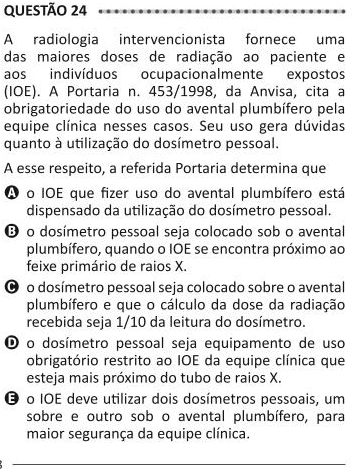 QUESTÃO 24
A radiologia intervencionista fornece uma
das maiores doses de radiação ao paciente e
aos indivíduos ocupacionalmente expostos
(IOE). A Portaria n. 453/1998, da Anvisa, cita a
obrigatoriedade do uso do avental plumbífero pela
equipe clínica nesses casos. Seu uso gera dúvidas
quanto à utilização do dosímetro pessoal.
A esse respeito, a referida Portaria determina que
A o IOE que fizer uso do avental plumbífero está
dispensado da utilização do dosímetro pessoal.
B o dosímetro pessoal seja colocado sob o avental
plumbífero, quando o IOE se encontra próximo ao
feixe primário de raios X.
C o dosímetro pessoal seja colocado sobre o avental
plumbífero e que o cálculo da dose da radiação
recebida seja 1/10 da leitura do dosímetro.
D o dosímetro pessoal seja equipamento de uso
obrigatório restrito ao IOE da equipe clínica que
esteja mais próximo do tubo de raios X.
E o IOE deve utilizar dois dosímetros pessoais, um
sobre e outro sob o avental plumbífero, para
maior segurança da equipe clínica.